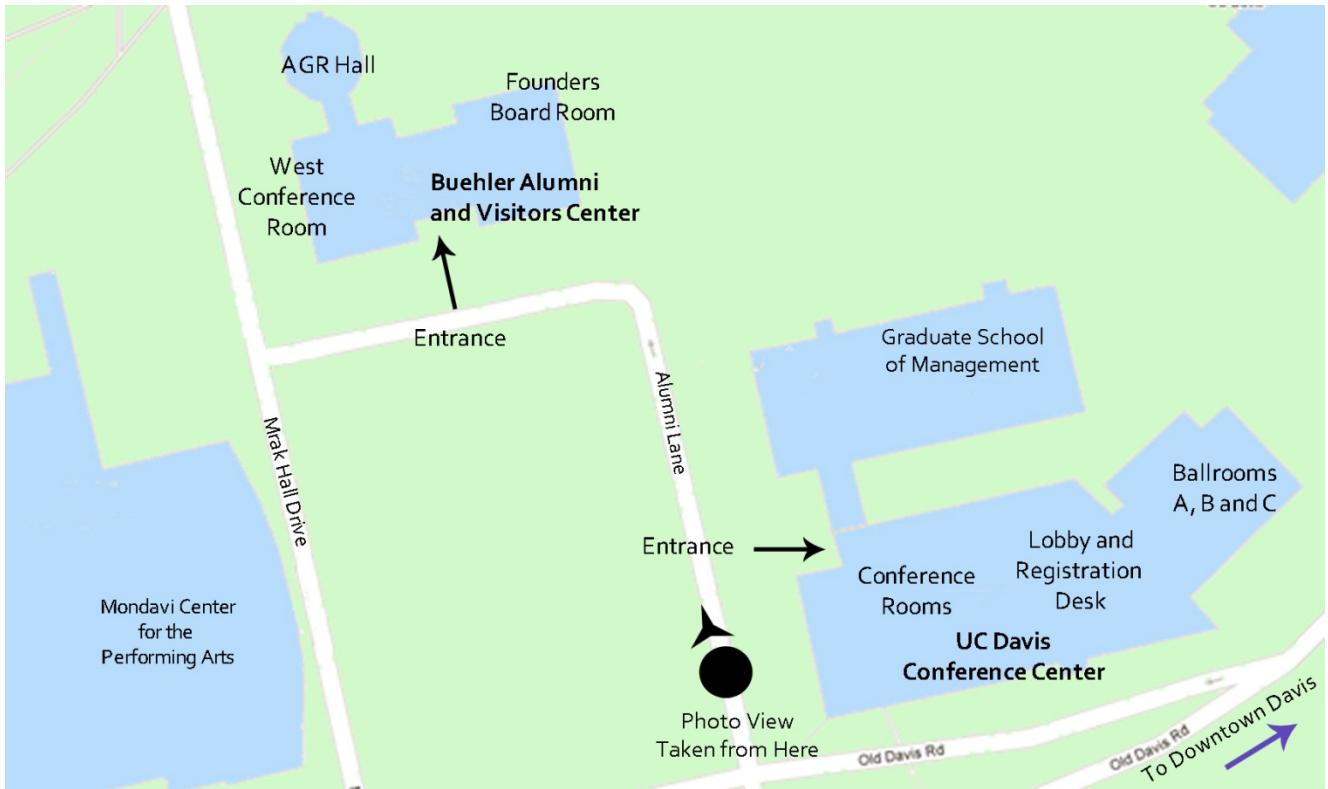 AGR Hall
Founders
Board Room
West
Conference
Room
Buehler Alumni
and Visitors Center
Entrance
Graduate School
of Management
Alumni Lane
Mrak Hall Drive
Ballrooms
A, B and C
Entrance
Lobby and
Registration
Desk
Conference
Rooms
Mondavi Center
for the
Performing Arts
UC Davis
Conference Center
Photo View
Taken from Here
Old Davis Rd
Old Davis Rd
To Downtown Davis